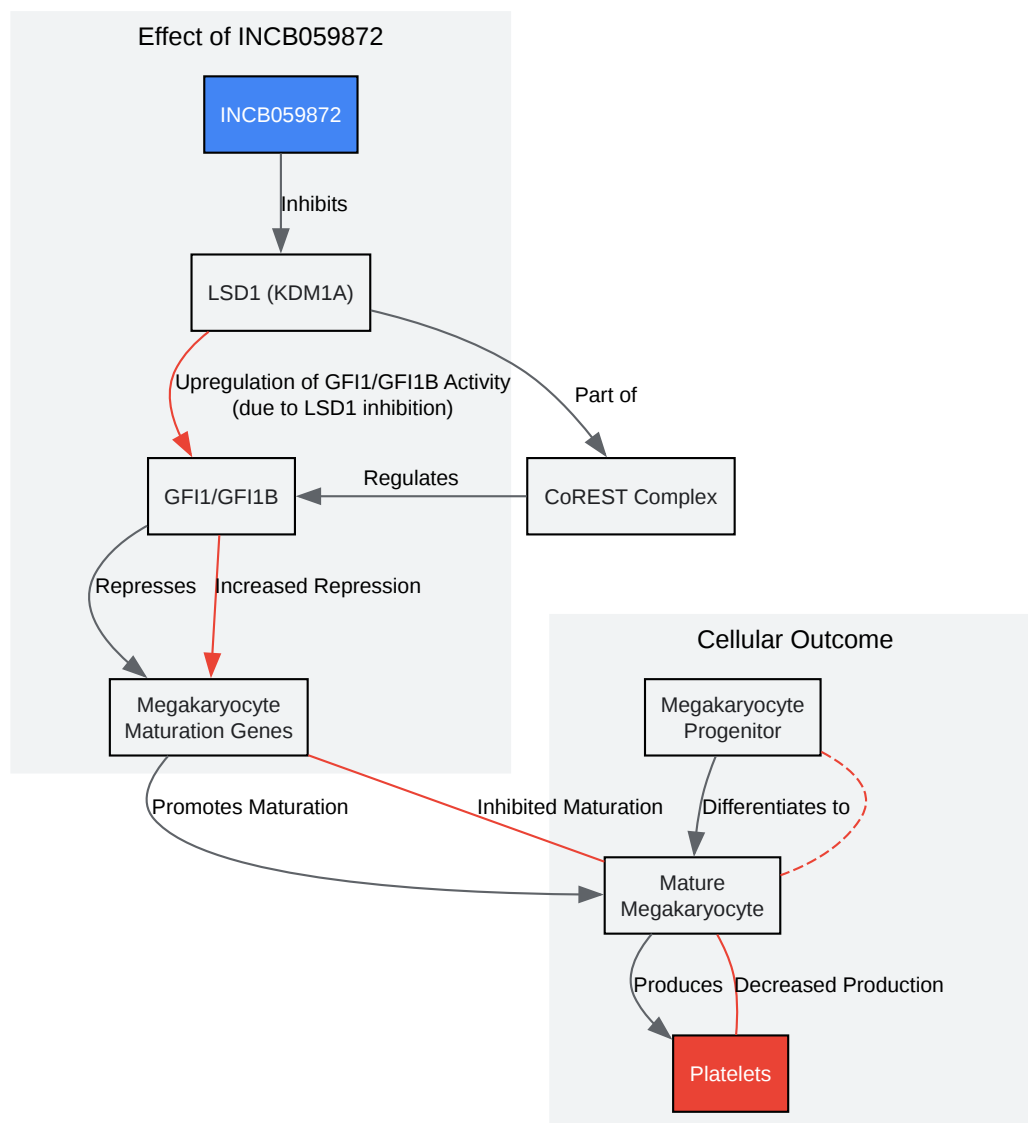 Effect of INCB059872
INCB059872
Inhibits
LSD1 (KDM1A)
Upregulation of GFI1/GFI1B Activity
(due to LSD1 inhibition)
Part of
GFI1/GFI1B
Regulates
CoREST Complex
Represses
Increased Repression
Megakaryocyte
Maturation Genes
Cellular Outcome
Megakaryocyte
Progenitor
Promotes Maturation
Inhibited Maturation
Differentiates to
Mature
Megakaryocyte
Produces
Decreased Production
Platelets